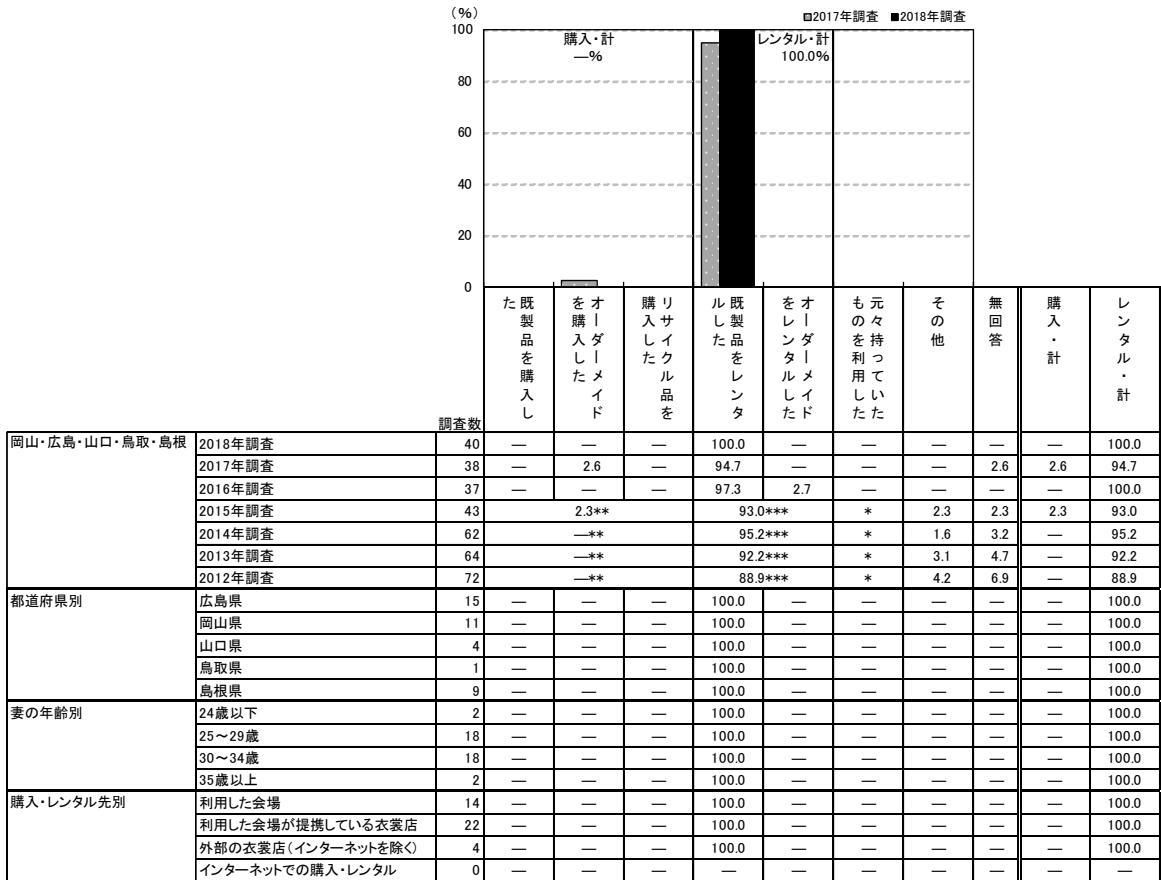 (%)
□2017年調査 ■2018年調査
100
80
60
40
20
0
購入・計
—%
レンタル・計
100.0%
調査数
既製品を購入した
オーダーメイドを購入した
リサイクル品を購入した
既製品をレンタルした
オーダーメイドをレンタルした
元々持っていたものを利用した
その他
無回答
購入・計
レンタル・計
岡山・広島・山口・鳥取・島根 2018年調査 40 — — — 100.0 — — — — — 100.0
2017年調査 38 — 2.6 — 94.7 — — — 2.6 2.6 94.7
2016年調査 37 — — — 97.3 2.7 — — — — 100.0
2015年調査 43 2.3** 93.0*** * 2.3 2.3 2.3 93.0
2014年調査 62 —** 95.2*** * 1.6 3.2 — 95.2
2013年調査 64 —** 92.2*** * 3.1 4.7 — 92.2
2012年調査 72 —** 88.9*** * 4.2 6.9 — 88.9
都道府県別 広島県 15 — — — 100.0 — — — — — 100.0
岡山県 11 — — — 100.0 — — — — — 100.0
山口県 4 — — — 100.0 — — — — — 100.0
鳥取県 1 — — — 100.0 — — — — — 100.0
島根県 9 — — — 100.0 — — — — — 100.0
妻の年齢別 24歳以下 2 — — — 100.0 — — — — — 100.0
25～29歳 18 — — — 100.0 — — — — — 100.0
30～34歳 18 — — — 100.0 — — — — — 100.0
35歳以上 2 — — — 100.0 — — — — — 100.0
購入・レンタル先別 利用した会場 14 — — — 100.0 — — — — — 100.0
利用した会場が提携している衣裳店 22 — — — 100.0 — — — — — 100.0
外部の衣裳店(インターネットを除く) 4 — — — 100.0 — — — — — 100.0
インターネットでの購入・レンタル 0 — — — — — — — — — —